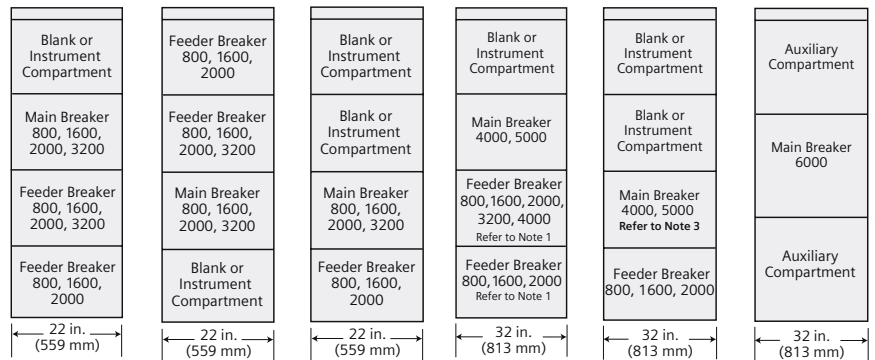 Blank or
Instrument
Compartment
Main Breaker
800, 1600,
2000, 3200
Feeder Breaker
800, 1600,
2000, 3200
Feeder Breaker
800, 1600,
2000
22 in.
(559 mm)
Feeder Breaker
800, 1600,
2000
Feeder Breaker
800, 1600,
2000, 3200
Main Breaker
800, 1600,
2000, 3200
Blank or
Instrument
Compartment
22 in.
(559 mm)
Blank or
Instrument
Compartment
Blank or
Instrument
Compartment
Main Breaker
800, 1600,
2000, 3200
Feeder Breaker
800, 1600,
2000
22 in.
(559 mm)
Blank or
Instrument
Compartment
Main Breaker
4000, 5000
Feeder Breaker
800,1600, 2000,
3200, 4000
Refer to Note 1
Feeder Breaker
800,1600, 2000
Refer to Note 1
32 in.
(813 mm)
Blank or
Instrument
Compartment
Blank or
Instrument
Compartment
Main Breaker
4000, 5000
Refer to Note 3
Feeder Breaker
800, 1600, 2000
32 in.
(813 mm)
Auxiliary
Compartment
Main Breaker
6000
Auxiliary
Compartment
32 in.
(813 mm)